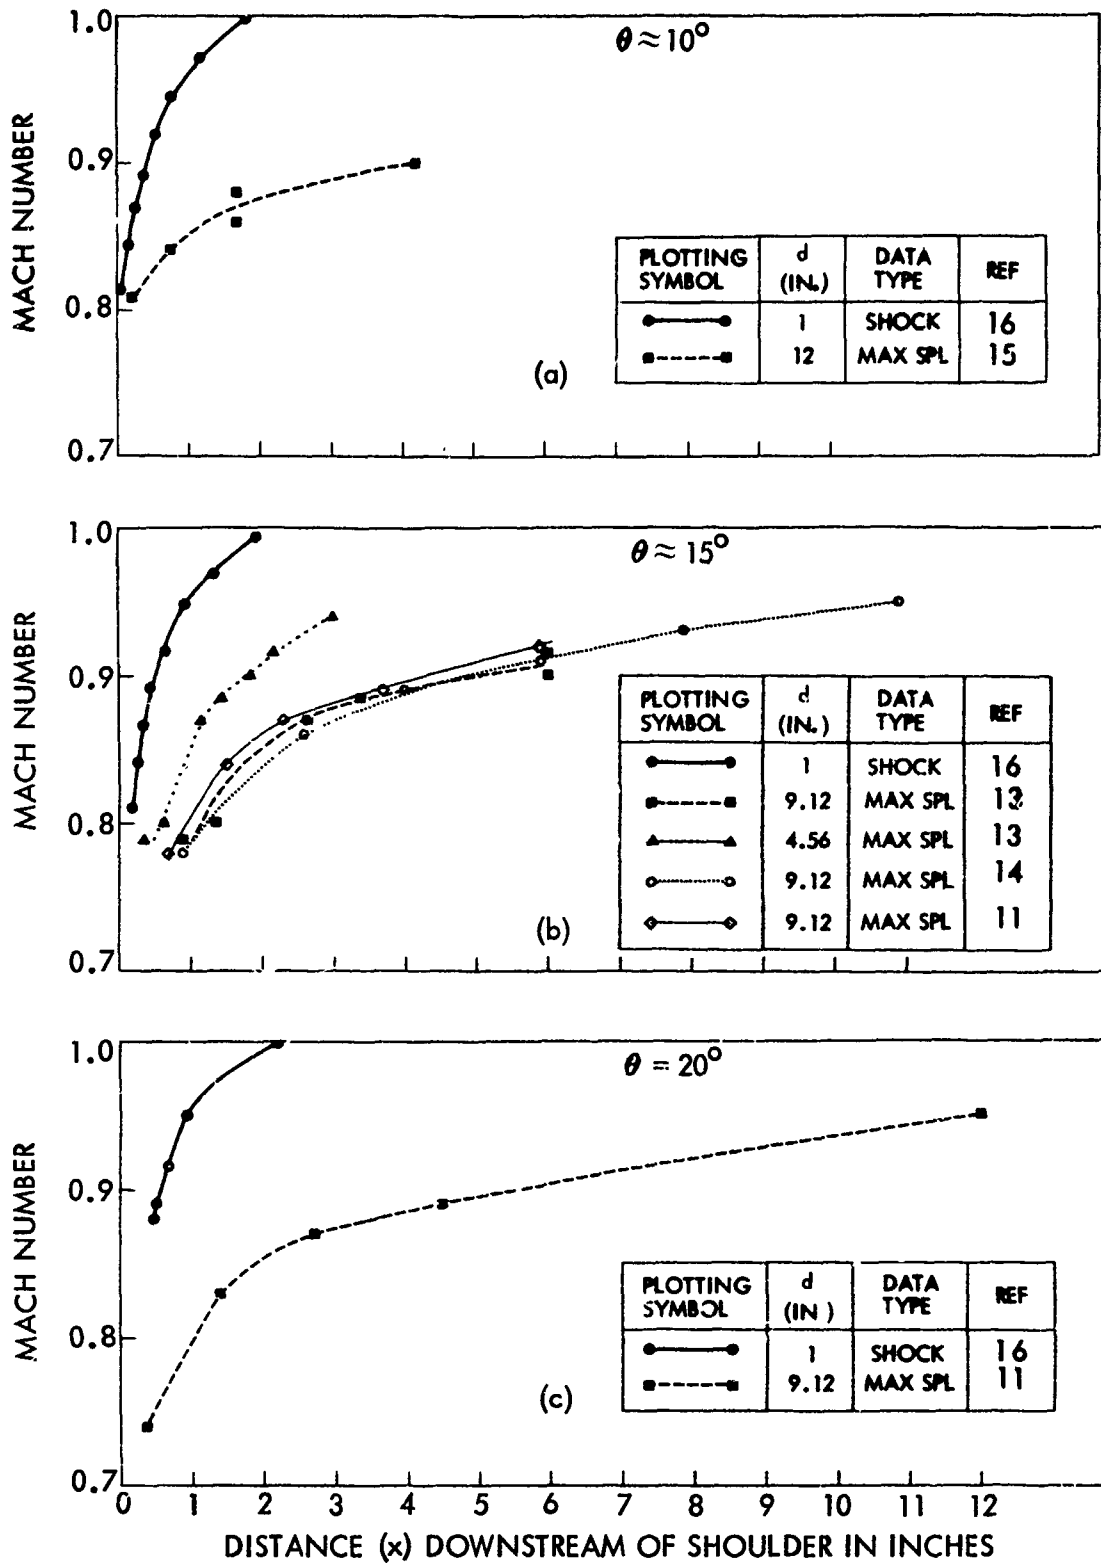 MACH NUMBER
1.0
0.9
0.8
0.7
θ ≈ 10°
(a)
PLOTTING SYMBOL d (IN.) DATA TYPE REF
1 SHOCK 16
12 MAX SPL 15
MACH NUMBER
1.0
0.9
0.8
0.7
θ ≈ 15°
(b)
PLOTTING SYMBOL d (IN.) DATA TYPE REF
1 SHOCK 16
9.12 MAX SPL 13
4.56 MAX SPL 13
9.12 MAX SPL 14
9.12 MAX SPL 11
MACH NUMBER
1.0
0.9
0.8
0.7
θ = 20°
(c)
PLOTTING SYMBOL d (IN ) DATA TYPE REF
1 SHOCK 16
9.12 MAX SPL 11
0 1 2 3 4 5 6 7 8 9 10 11 12
DISTANCE (x) DOWNSTREAM OF SHOULDER IN INCHES